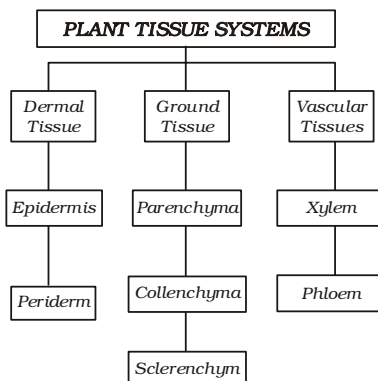 PLANT TISSUE SYSTEMS
Dermal
Tissue
Ground
Tissue
Vascular
Tissues
Epidermis
Parenchyma
Xylem
Periderm
Collenchyma
Phloem
Sclerenchym